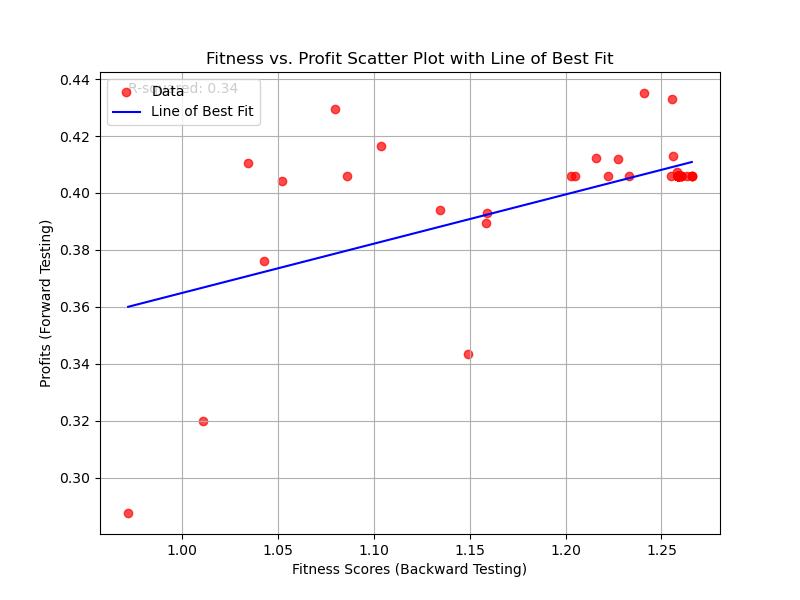 Fitness vs. Profit Scatter Plot with Line of Best Fit
R-squared: 0.34
Data
Line of Best Fit
0.44
0.42
0.40
0.38
0.36
0.34
0.32
0.30
Profits (Forward Testing)
1.00 1.05 1.10 1.15 1.20 1.25
Fitness Scores (Backward Testing)